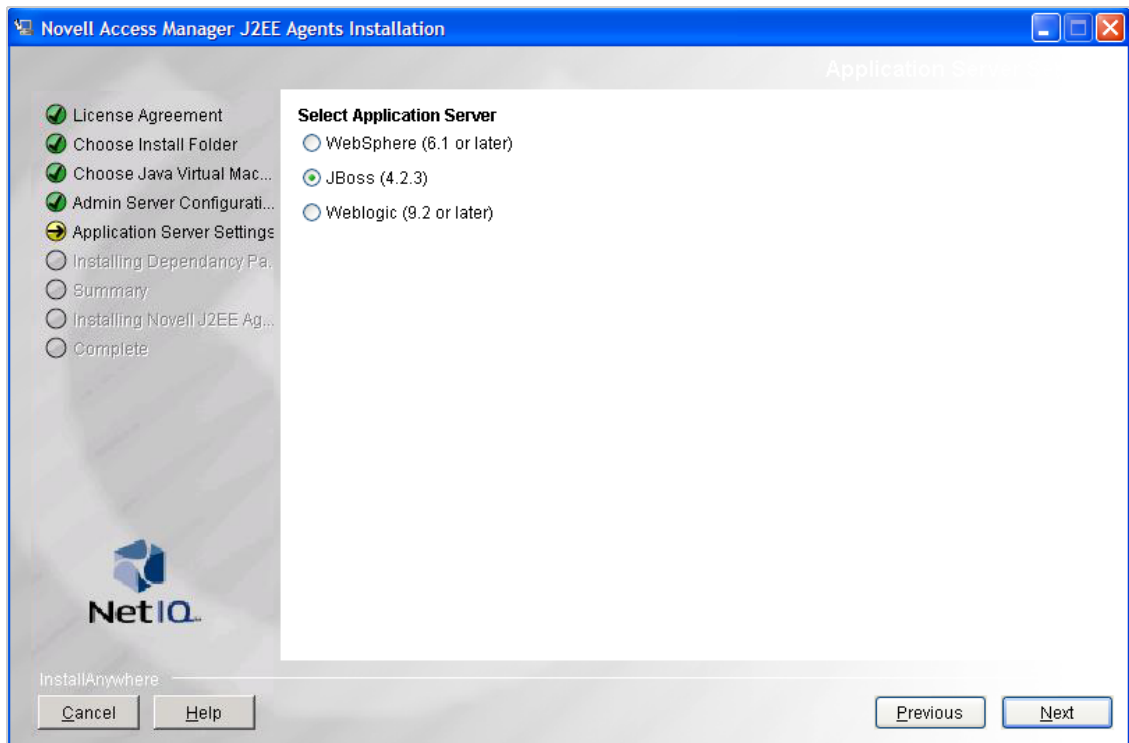 Novell Access Manager J2EE Agents Installation
Application Server
License Agreement
Choose Install Folder
Choose Java Virtual Mac...
Admin Server Configurati...
Application Server Settings
Installing Dependancy Pa.
Summary
Installing Novell J2EE Ag...
Complete
Select Application Server
WebSphere (6.1 or later)
JBoss (4.2.3)
Weblogic (9.2 or later)
NetIQ
InstallAnywhere
Cancel
Help
Previous
Next